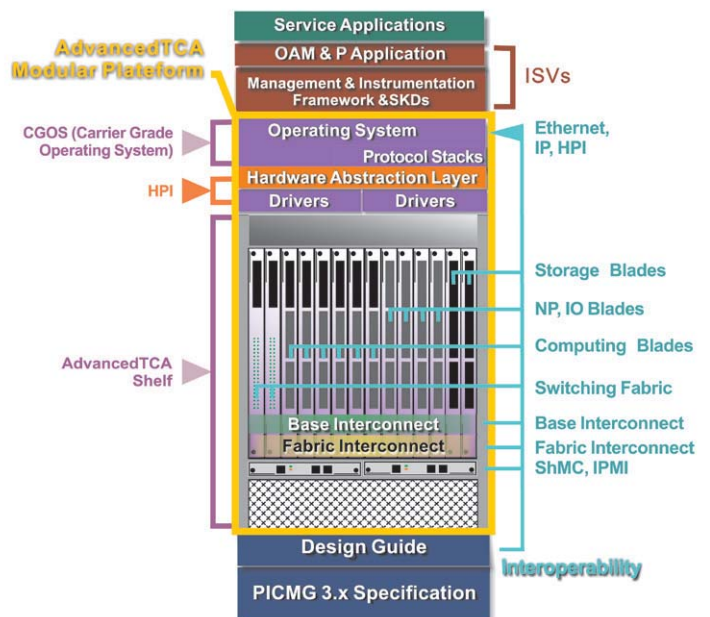 Service Applications
OAM & P Application
Management & Instrumentation
Framework &SKDs
ISVs
AdvancedTCA
Modular Plateform
CGOS (Carrier Grade
Operating System)
Operating System
Protocol Stacks
Ethernet,
IP, HPI
HPI
Hardware Abstraction Layer
Drivers
Drivers
Storage Blades
NP, IO Blades
Computing Blades
AdvancedTCA
Shelf
Switching Fabric
Base Interconnect
Base Interconnect
Fabric Interconnect
Fabric Interconnect
ShMC, IPMI
Design Guide
Interoperability
PICMG 3.x Specification